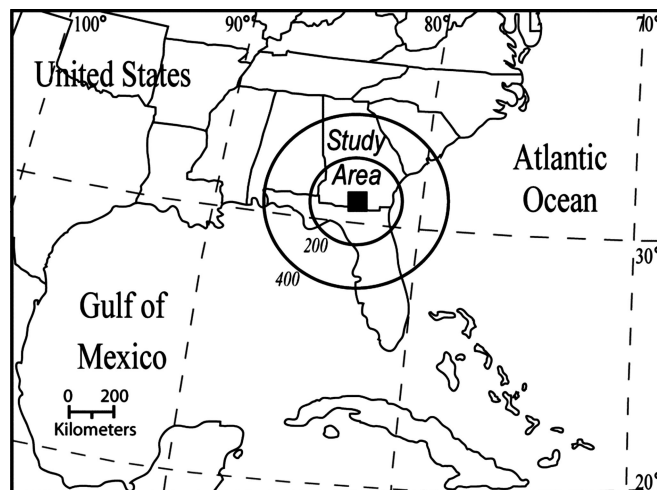 100°
90°
80°
70°
United States
Study
Area
Atlantic
Ocean
200
30°
400
Gulf of
Mexico
0 200
Kilometers
20°